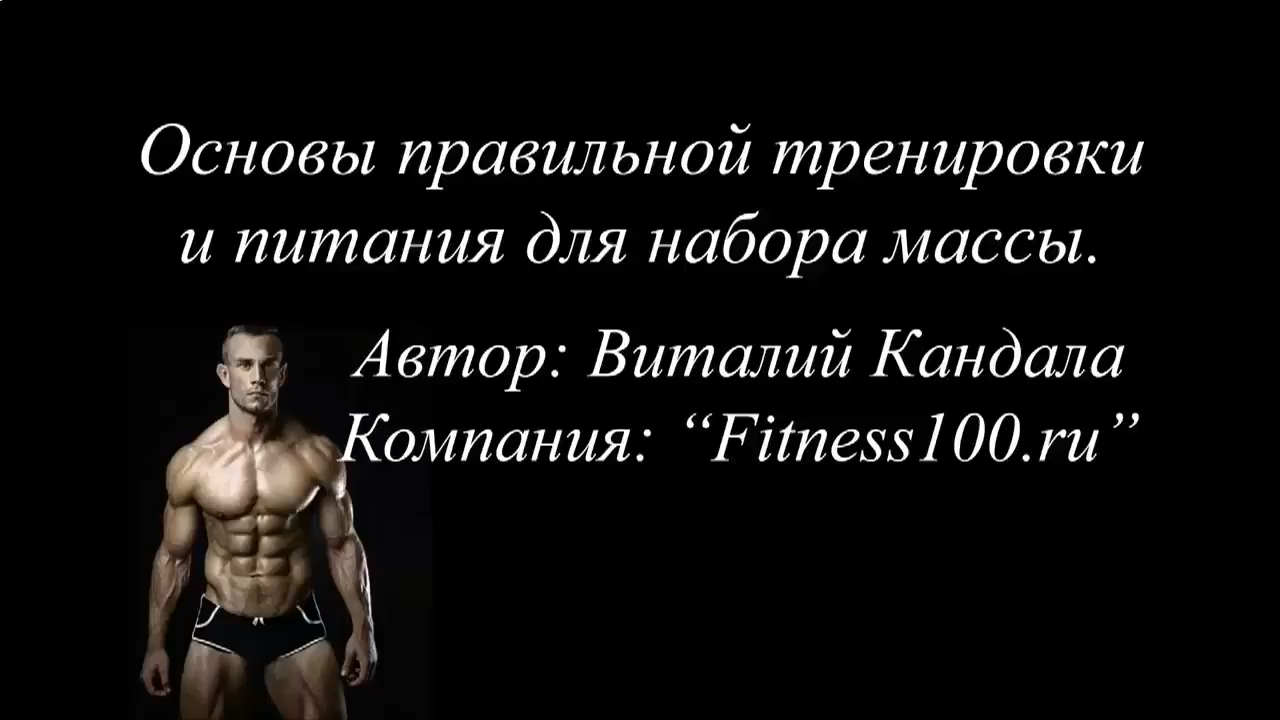 Основы правильной тренировки
и питания для набора массы.
Автор: Виталий Кандала
Компания: “Fitness100.ru”